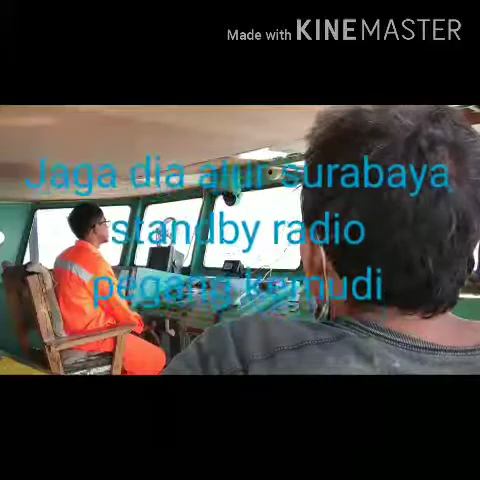 Made with KINEMASTER
Jaga dia alur surabaya
standby radio
pegang kemudi